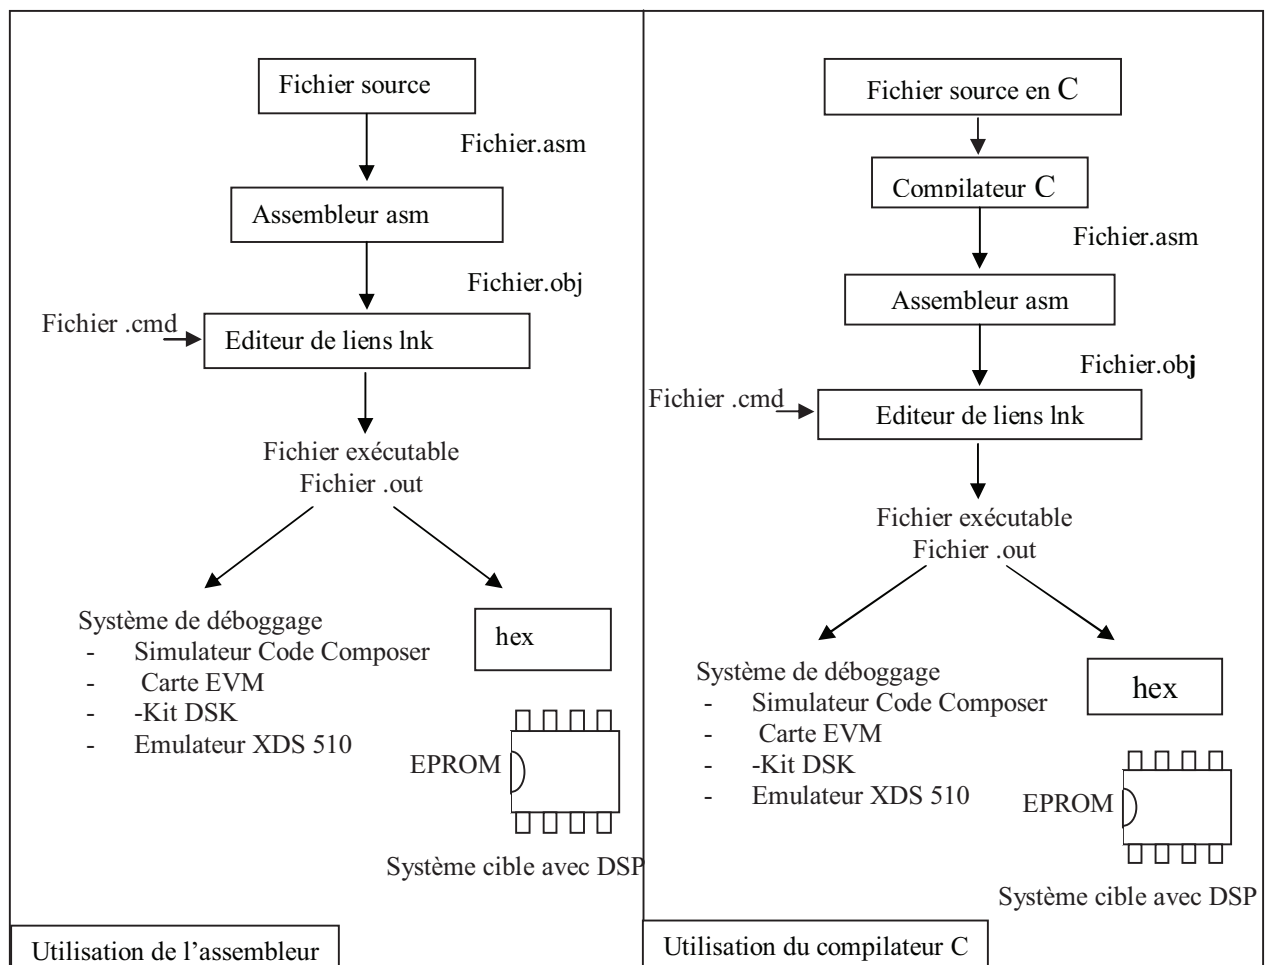 Fichier source
Fichier.asm
Assembleur asm
Fichier.obj
Fichier .cmd
Editeur de liens lnk
Fichier exécutable
Fichier .out
Système de déboggage
- Simulateur Code Composer
- Carte EVM
- -Kit DSK
- Emulateur XDS 510
hex
EPROM
Système cible avec DSP
Utilisation de l’assembleur
Fichier source en C
Compilateur C
Fichier.asm
Assembleur asm
Fichier.obj
Fichier .cmd
Editeur de liens lnk
Fichier exécutable
Fichier .out
Système de déboggage
- Simulateur Code Composer
- Carte EVM
- -Kit DSK
- Emulateur XDS 510
hex
EPROM
Système cible avec DSP
Utilisation du compilateur C